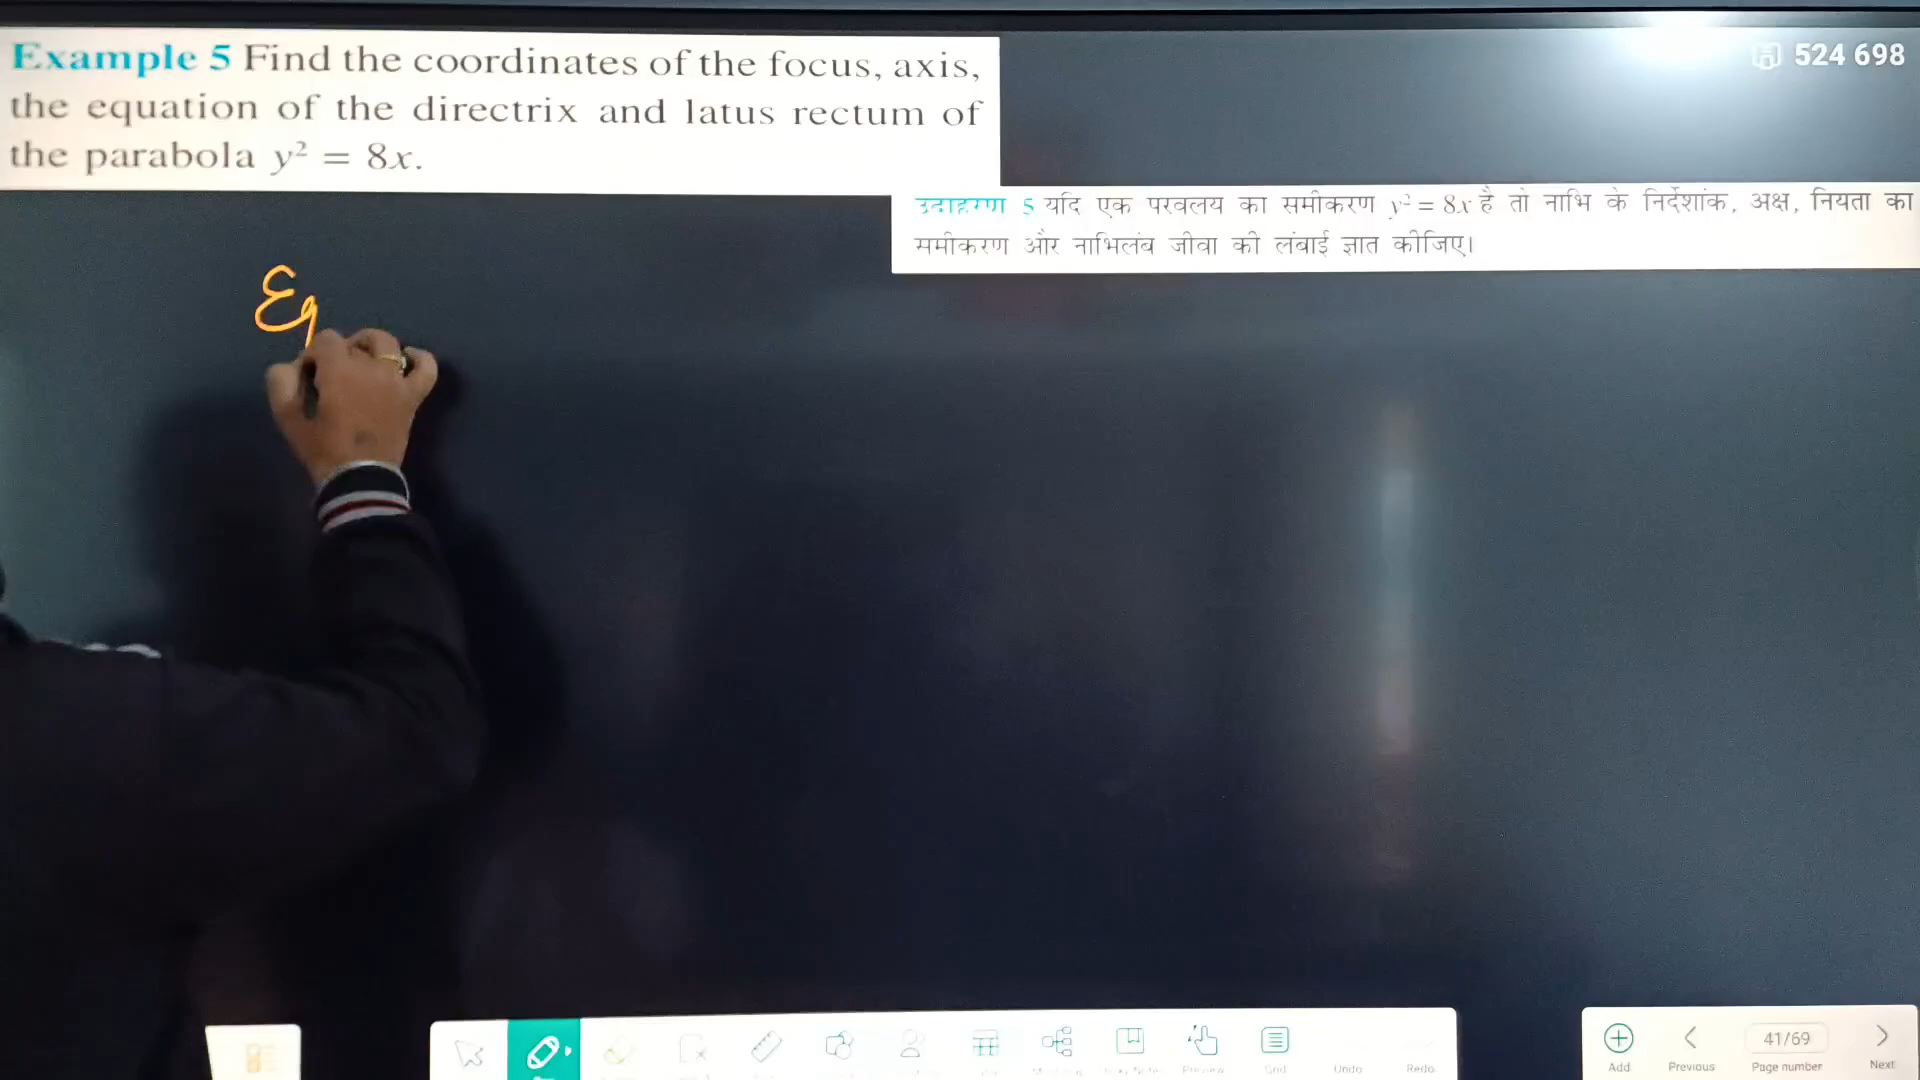 Example 5 Find the coordinates of the focus, axis,
the equation of the directrix and latus rectum of
the parabola y² = 8x.
524 698
उदाहरण 5 यदि एक परवलय का समीकरण y² = 8x है तो नाभि के निर्देशांक, अक्ष, नियता का
समीकरण और नाभिलंब जीवा की लंबाई ज्ञात कीजिए।
Eq
Preview Grid Undo Redo
Add Previous 41/69 Page number Next